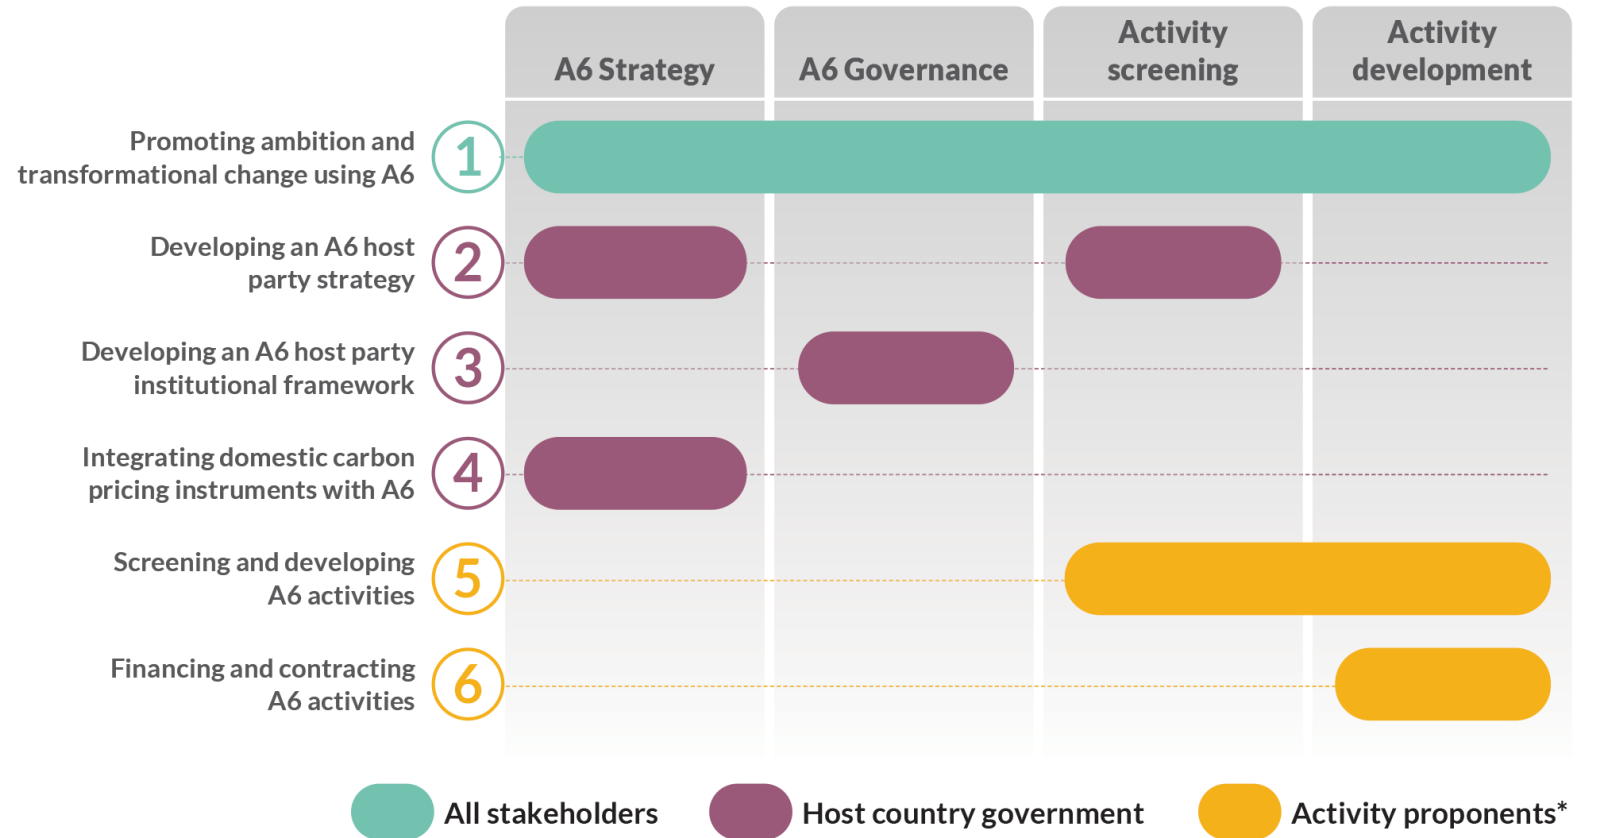 A6 Strategy
A6 Governance
Activity
screening
Activity
development
Promoting ambition and
transformational change using A6
1
Developing an A6 host
party strategy
2
Developing an A6 host party
institutional framework
3
Integrating domestic carbon
pricing instruments with A6
4
Screening and developing
A6 activities
5
Financing and contracting
A6 activities
6
All stakeholders
Host country government
Activity proponents*